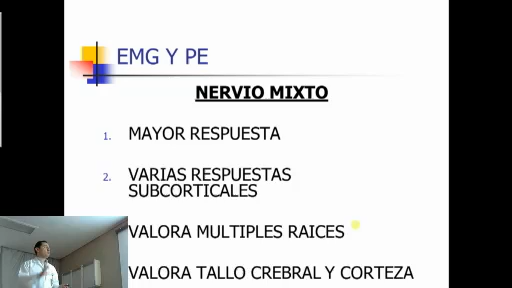 EMG Y PE
NERVIO MIXTO
1. MAYOR RESPUESTA
2. VARIAS RESPUESTAS
SUBCORTICALES
VALORA MULTIPLES RAICES
VALORA TALLO CREBRAL Y CORTEZA